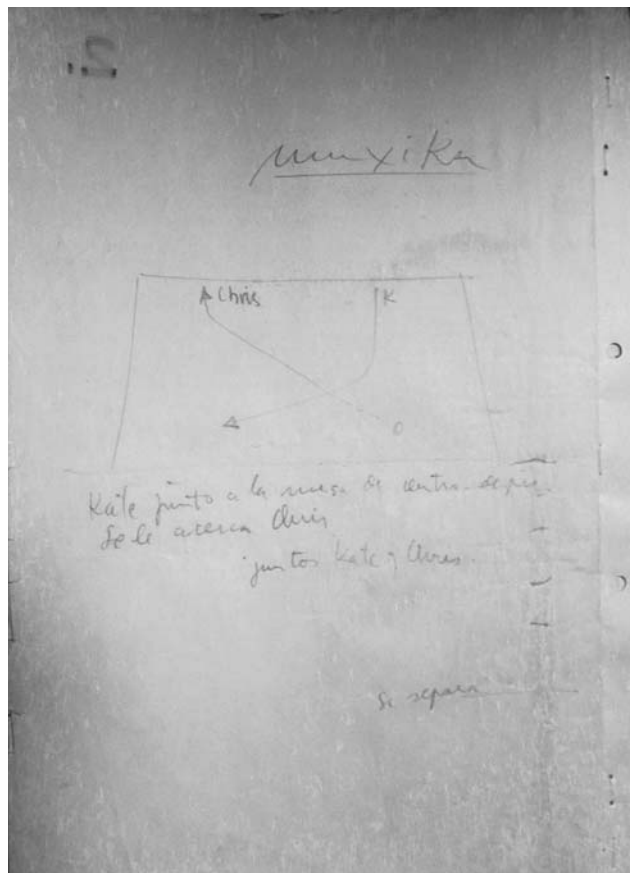 2.
muxika
Chris K
O
Kate junto a la mesa de centro - de pie.
Se le acerca Chris
juntos Kate y Chris.
se separa